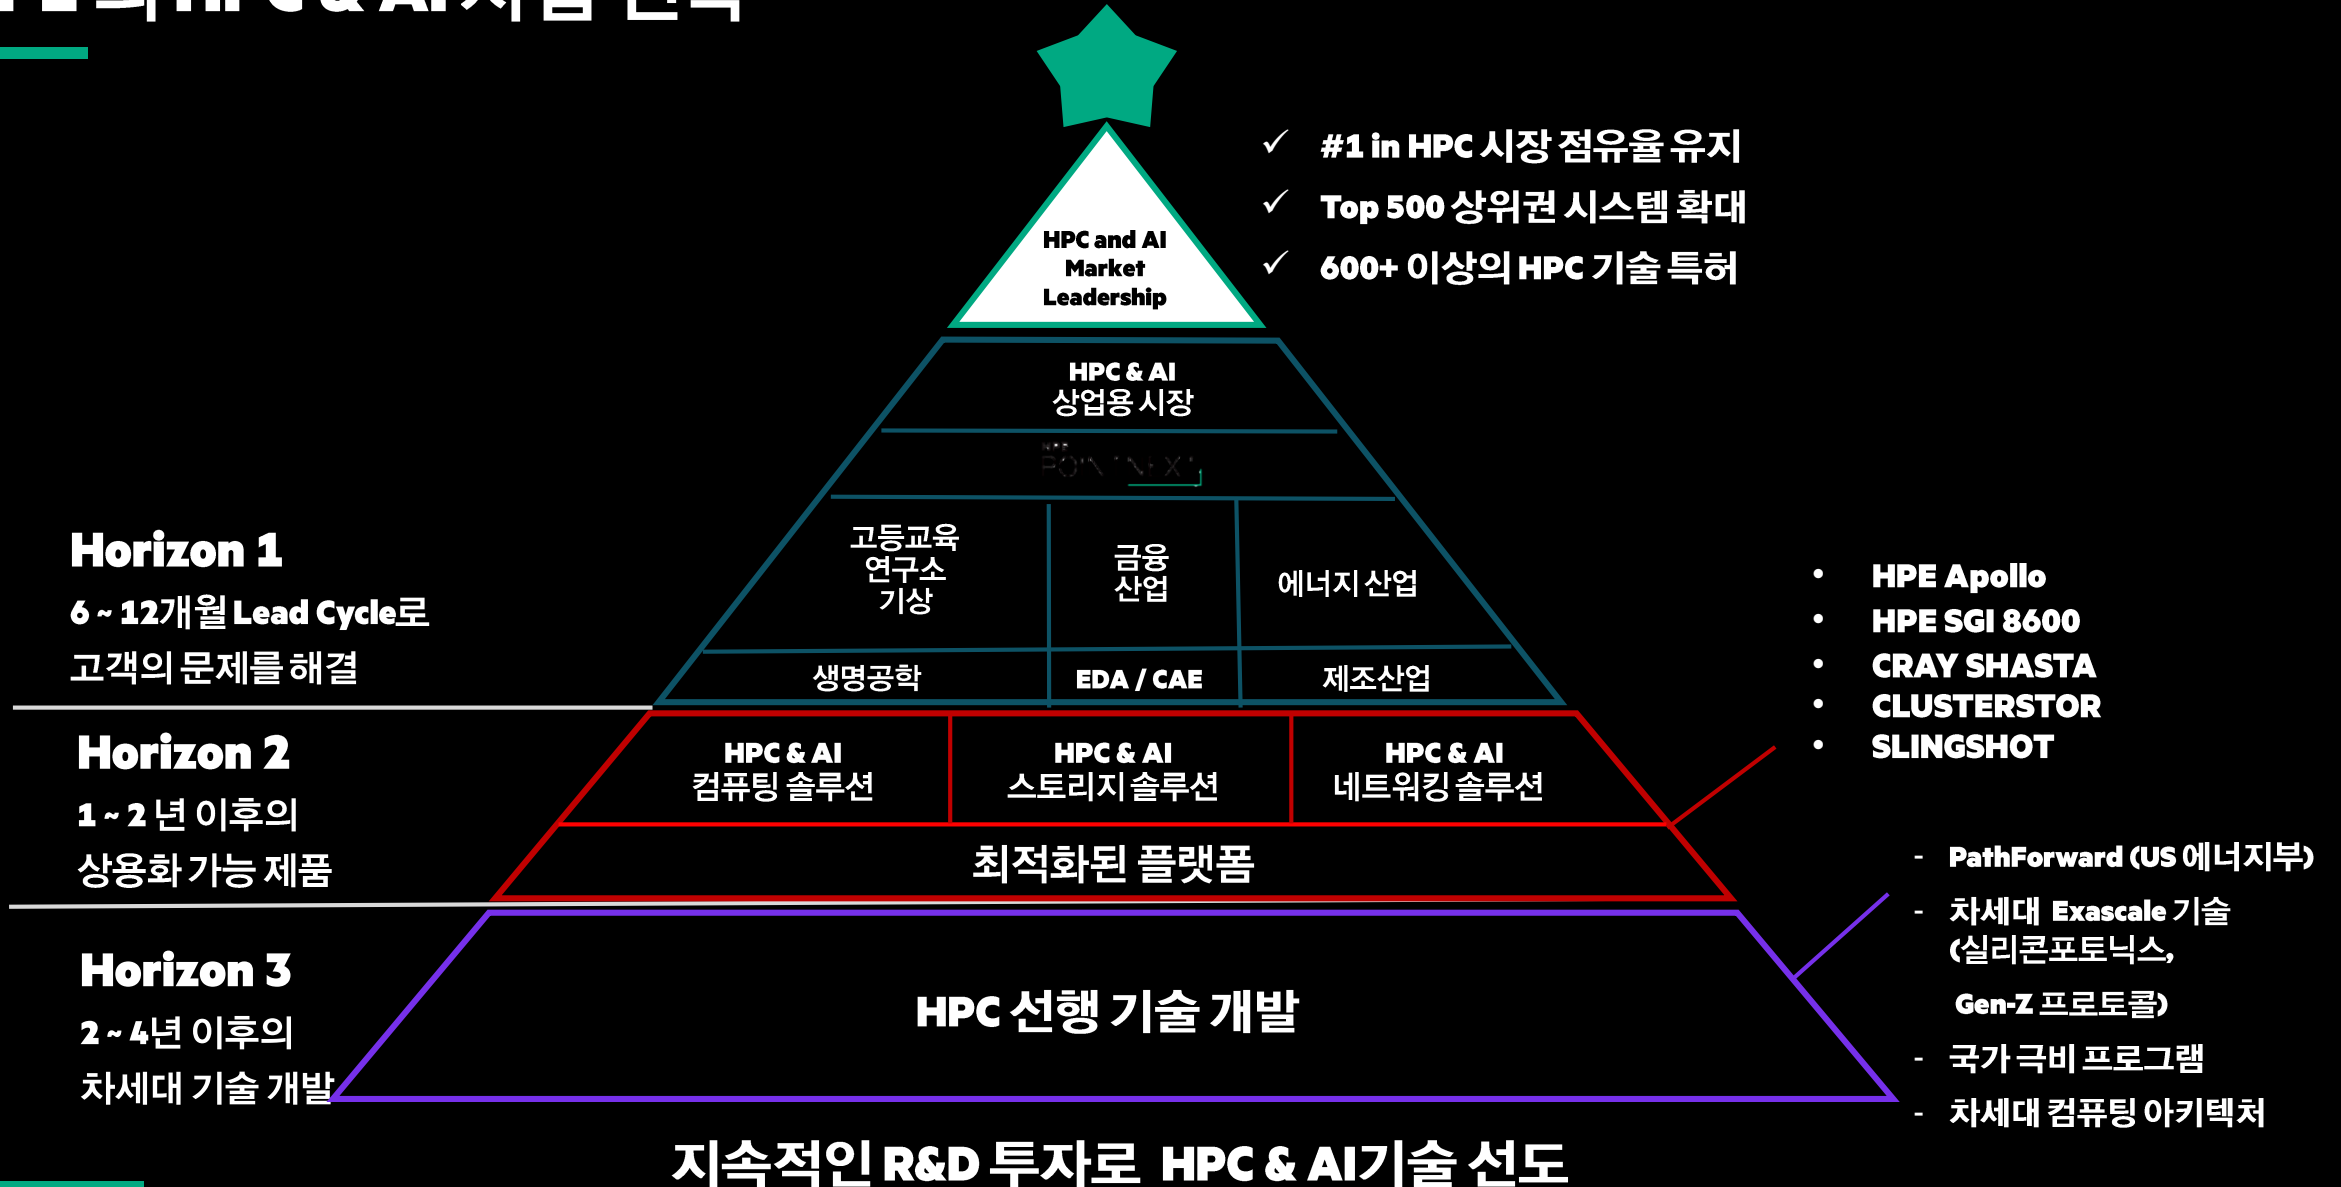 HPC & AI 시업 전략
#1 in HPC 시장 점유율 유지
Top 500 상위권 시스템 확대
600+ 이상의 HPC 기술 특허
HPC and AI
Market
Leadership
HPC & AI
상업용 시장
고등교육
연구소
기상
금융
산업
에너지 산업
생명공학
EDA / CAE
제조산업
Horizon 1
6 ~ 12개월 Lead Cycle로
고객의 문제를 해결
HPE Apollo
HPE SGI 8600
CRAY SHASTA
CLUSTERSTOR
SLINGSHOT
Horizon 2
1 ~ 2 년 이후의
상용화 가능 제품
HPC & AI
컴퓨팅 솔루션
HPC & AI
스토리지 솔루션
HPC & AI
네트워킹 솔루션
최적화된 플랫폼
Horizon 3
2 ~ 4년 이후의
차세대 기술 개발
HPC 선행 기술 개발
- PathForward (US 에너지부)
- 차세대 Exascale 기술
(실리콘포토닉스,
Gen-Z 프로토콜)
- 국가 극비 프로그램
- 차세대 컴퓨팅 아키텍처
지속적인 R&D 투자로 HPC & AI기술 선도